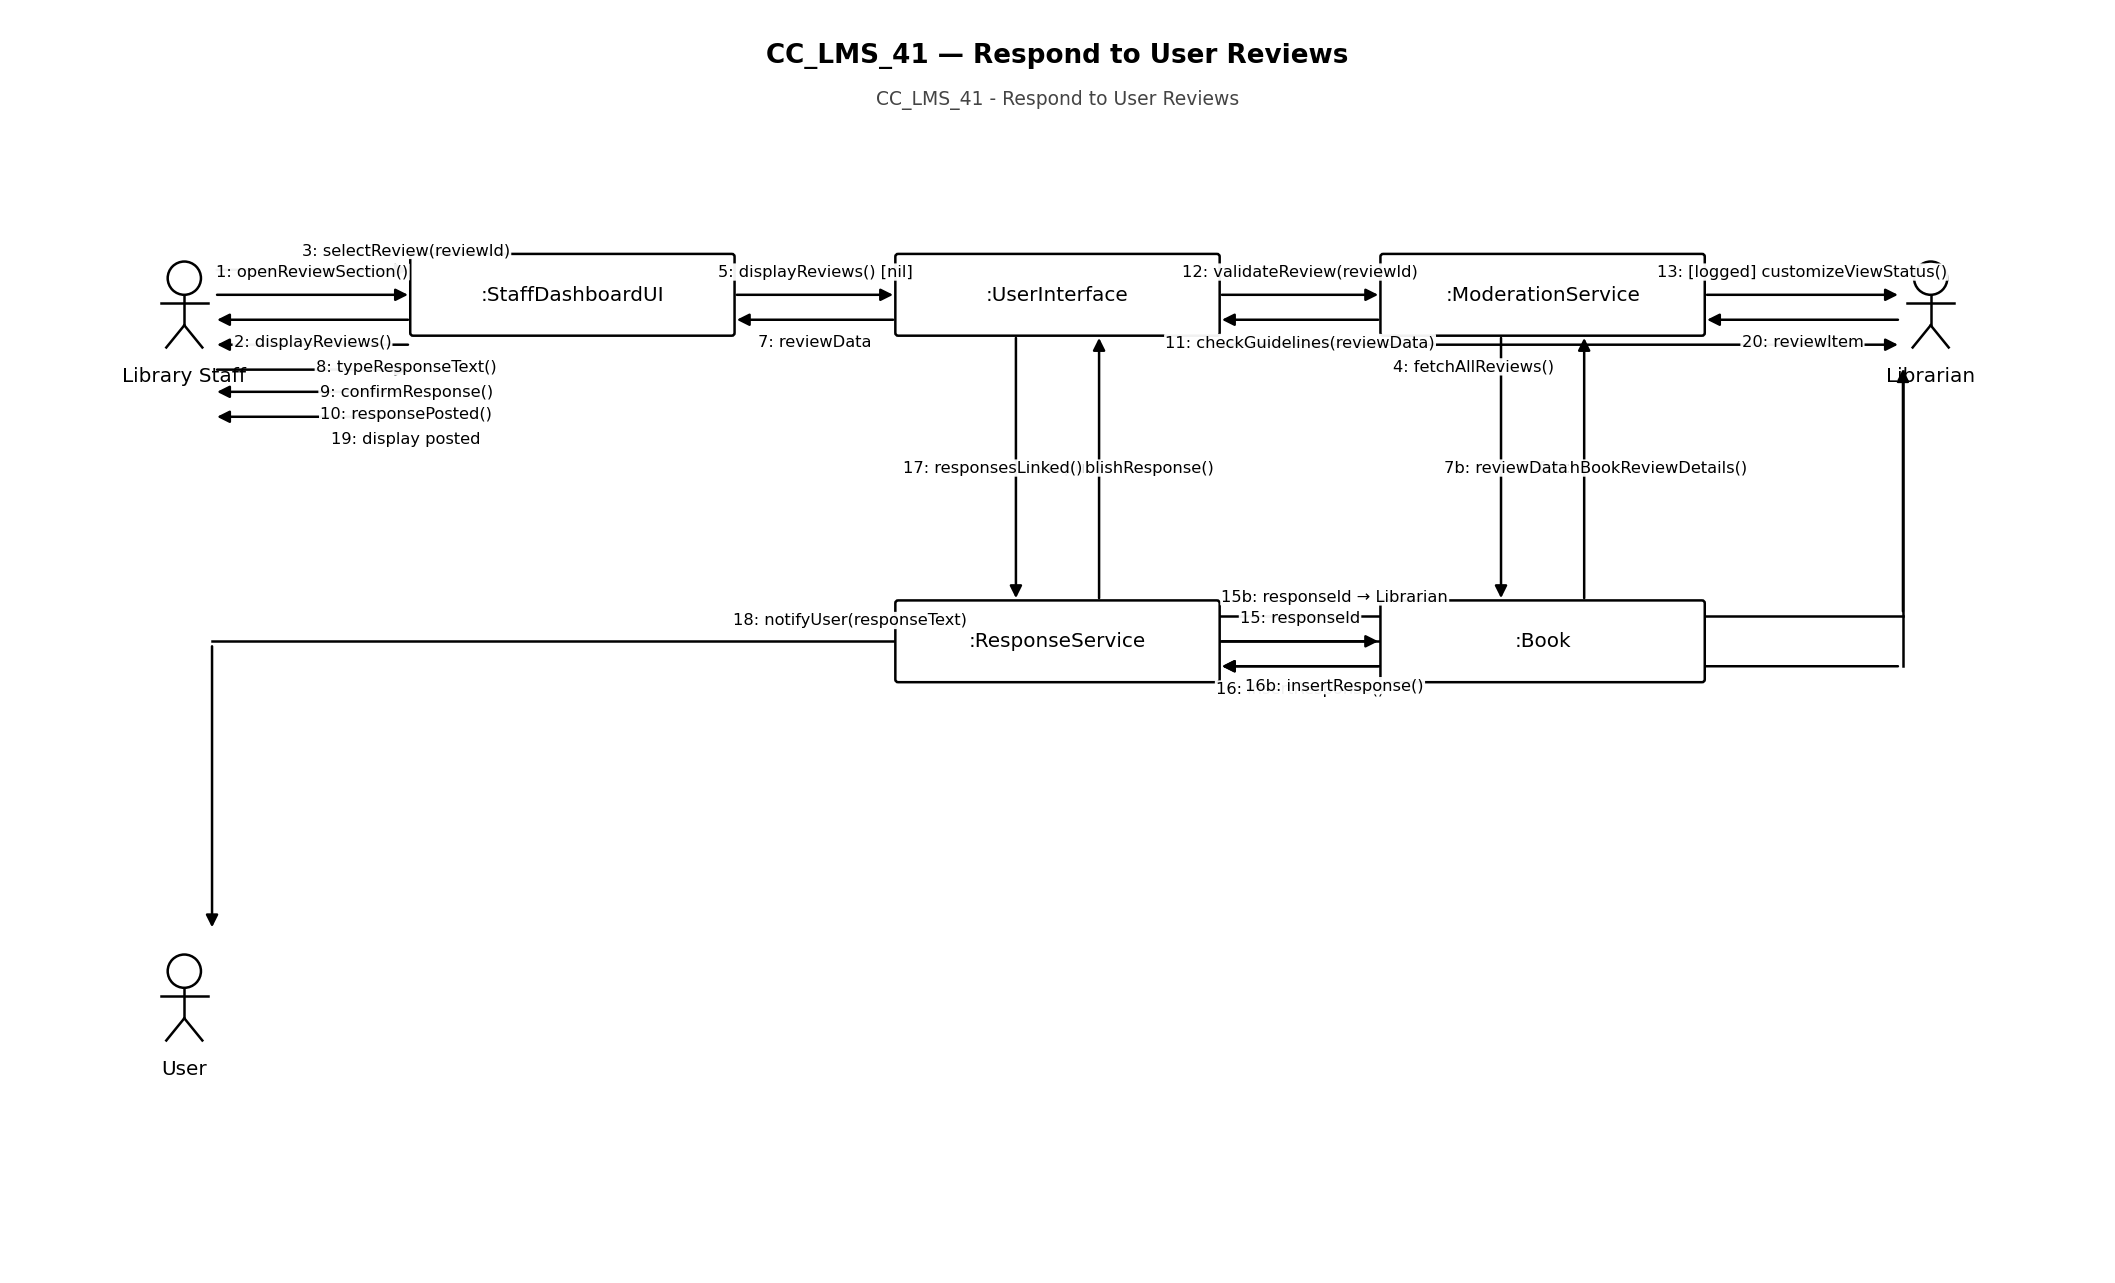 CC_LMS_41 — Respond to User Reviews
CC_LMS_41 - Respond to User Reviews
3: selectReview(reviewId)
1: openReviewSection()
5: displayReviews() [nil]
12: validateReview(reviewId)
13: [logged] customizeViewStatus()
:StaffDashboardUI
:UserInterface
:ModerationService
2: displayReviews()
7: reviewData
11: checkGuidelines(reviewData)
20: reviewItem
8: typeResponseText()
4: fetchAllReviews()
Library Staff
Librarian
9: confirmResponse()
10: responsePosted()
19: display posted
17: responsesLinked()
blishResponse()
7b: reviewData
hBookReviewDetails()
15b: responseId → Librarian
18: notifyUser(responseText)
15: responseId
:ResponseService
:Book
16:
16b: insertResponse()
User